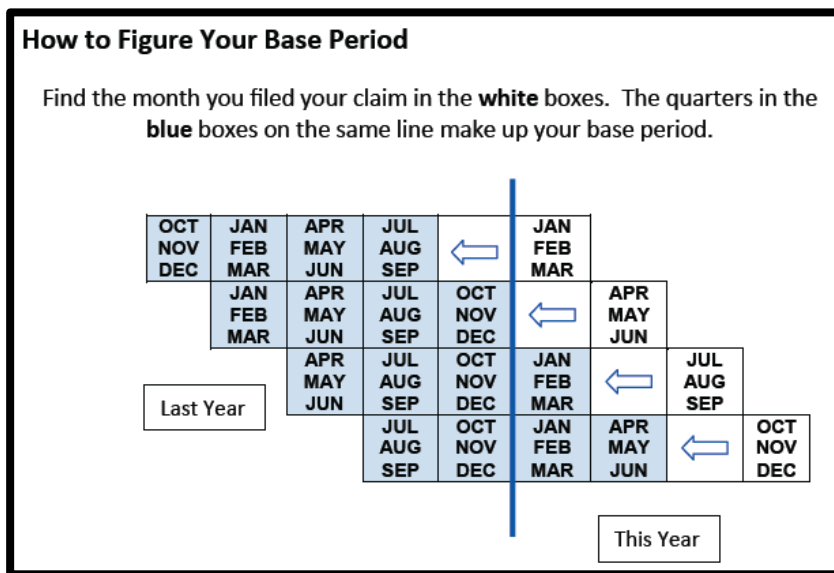 How to Figure Your Base Period
Find the month you filed your claim in the white boxes. The quarters in the
blue boxes on the same line make up your base period.
OCT JAN APR JUL JAN
NOV FEB MAY AUG FEB
DEC MAR JUN SEP MAR
JAN APR JUL OCT APR
FEB MAY AUG NOV MAY
MAR JUN SEP DEC JUN
APR JUL OCT JAN JUL
MAY AUG NOV FEB AUG
JUN SEP DEC MAR SEP
Last Year
JUL OCT JAN APR OCT
AUG NOV FEB MAY NOV
SEP DEC MAR JUN DEC
This Year